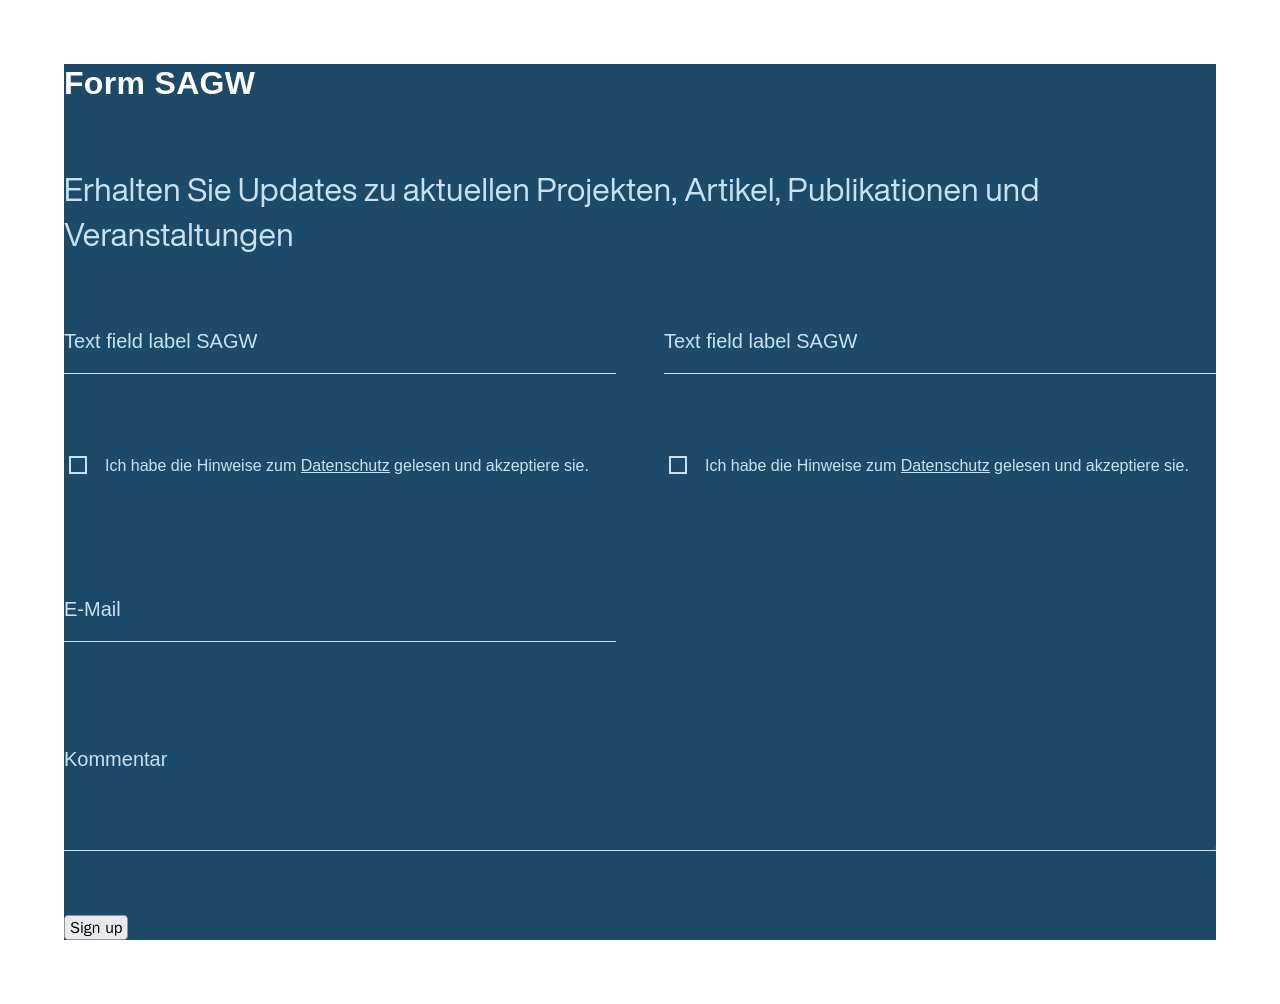 Form SAGW
Erhalten Sie Updates zu aktuellen Projekten, Artikel, Publikationen und
Veranstaltungen
Text field label SAGW
Text field label SAGW
Ich habe die Hinweise zum Datenschutz gelesen und akzeptiere sie.
Ich habe die Hinweise zum Datenschutz gelesen und akzeptiere sie.
E-Mail
Kommentar
Sign up